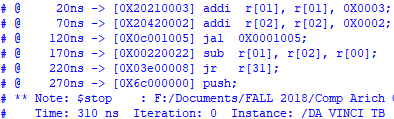 # @ 20ns -> [0X20210003] addi r[01], r[01], 0X0003;
# @ 70ns -> [0X20420002] addi r[02], r[02], 0X0002;
# @ 120ns -> [0X0c001005] jal 0X0001005;
# @ 170ns -> [0X00220022] sub r[01], r[02], r[00];
# @ 220ns -> [0X03e00008] jr r[31];
# @ 270ns -> [0X6c000000] push;
# ** Note: $stop : F:/Documents/FALL 2018/Comp Arich
# Time: 310 ns Iteration: 0 Instance: /DA VINCI TB